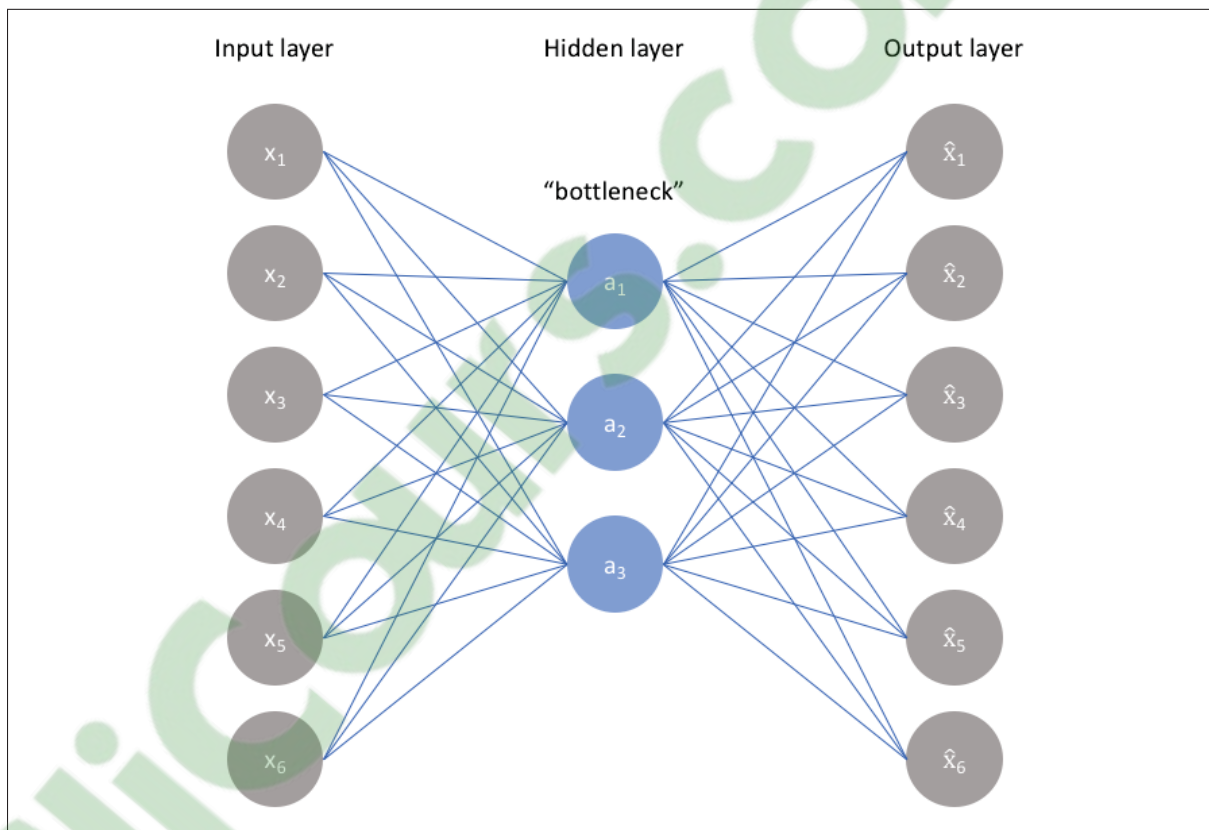 Input layer Hidden layer Output layer
"bottleneck"
x₁ x̂₁
x₂ a₁ x̂₂
x₃ a₂ x̂₃
x₄ a₃ x̂₄
x₅ x̂₅
x₆ x̂₆